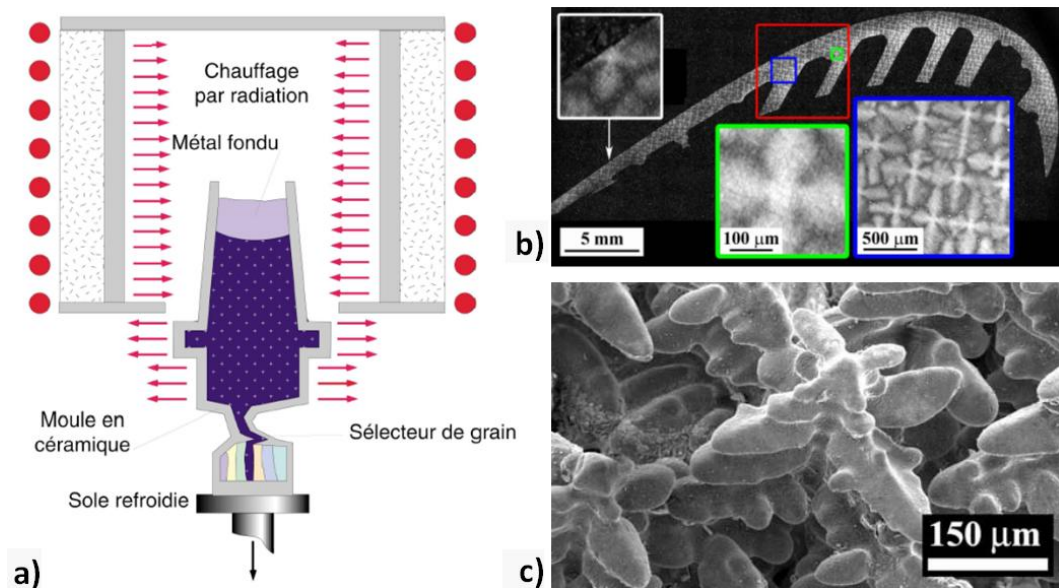 Chauffage
par radiation
Métal fondu
Moule en
céramique
Sélecteur de grain
Sole refroidie
a)
b)
5 mm
100 µm
500 µm
c)
150 µm